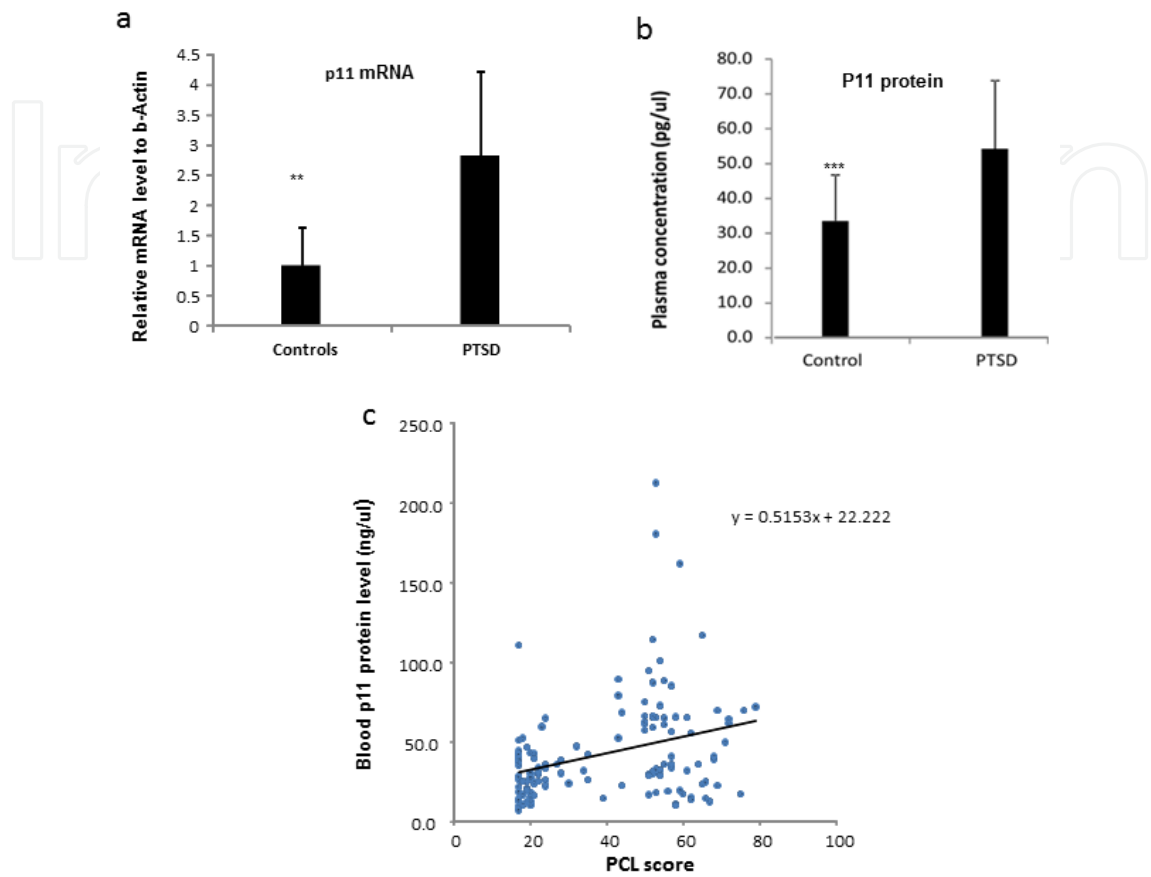 a
p11 mRNA
Relative mRNA level to b-Actin
4.5
4
3.5
3
2.5
2
1.5
1
0.5
0
**
Controls
PTSD
b
P11 protein
Plasma concentration (pg/ul)
80.0
70.0
60.0
50.0
40.0
30.0
20.0
10.0
0.0
***
Control
PTSD
c
Blood p11 protein level (ng/ul)
250.0
200.0
150.0
100.0
50.0
0.0
y = 0.5153x + 22.222
0 20 40 60 80 100
PCL score